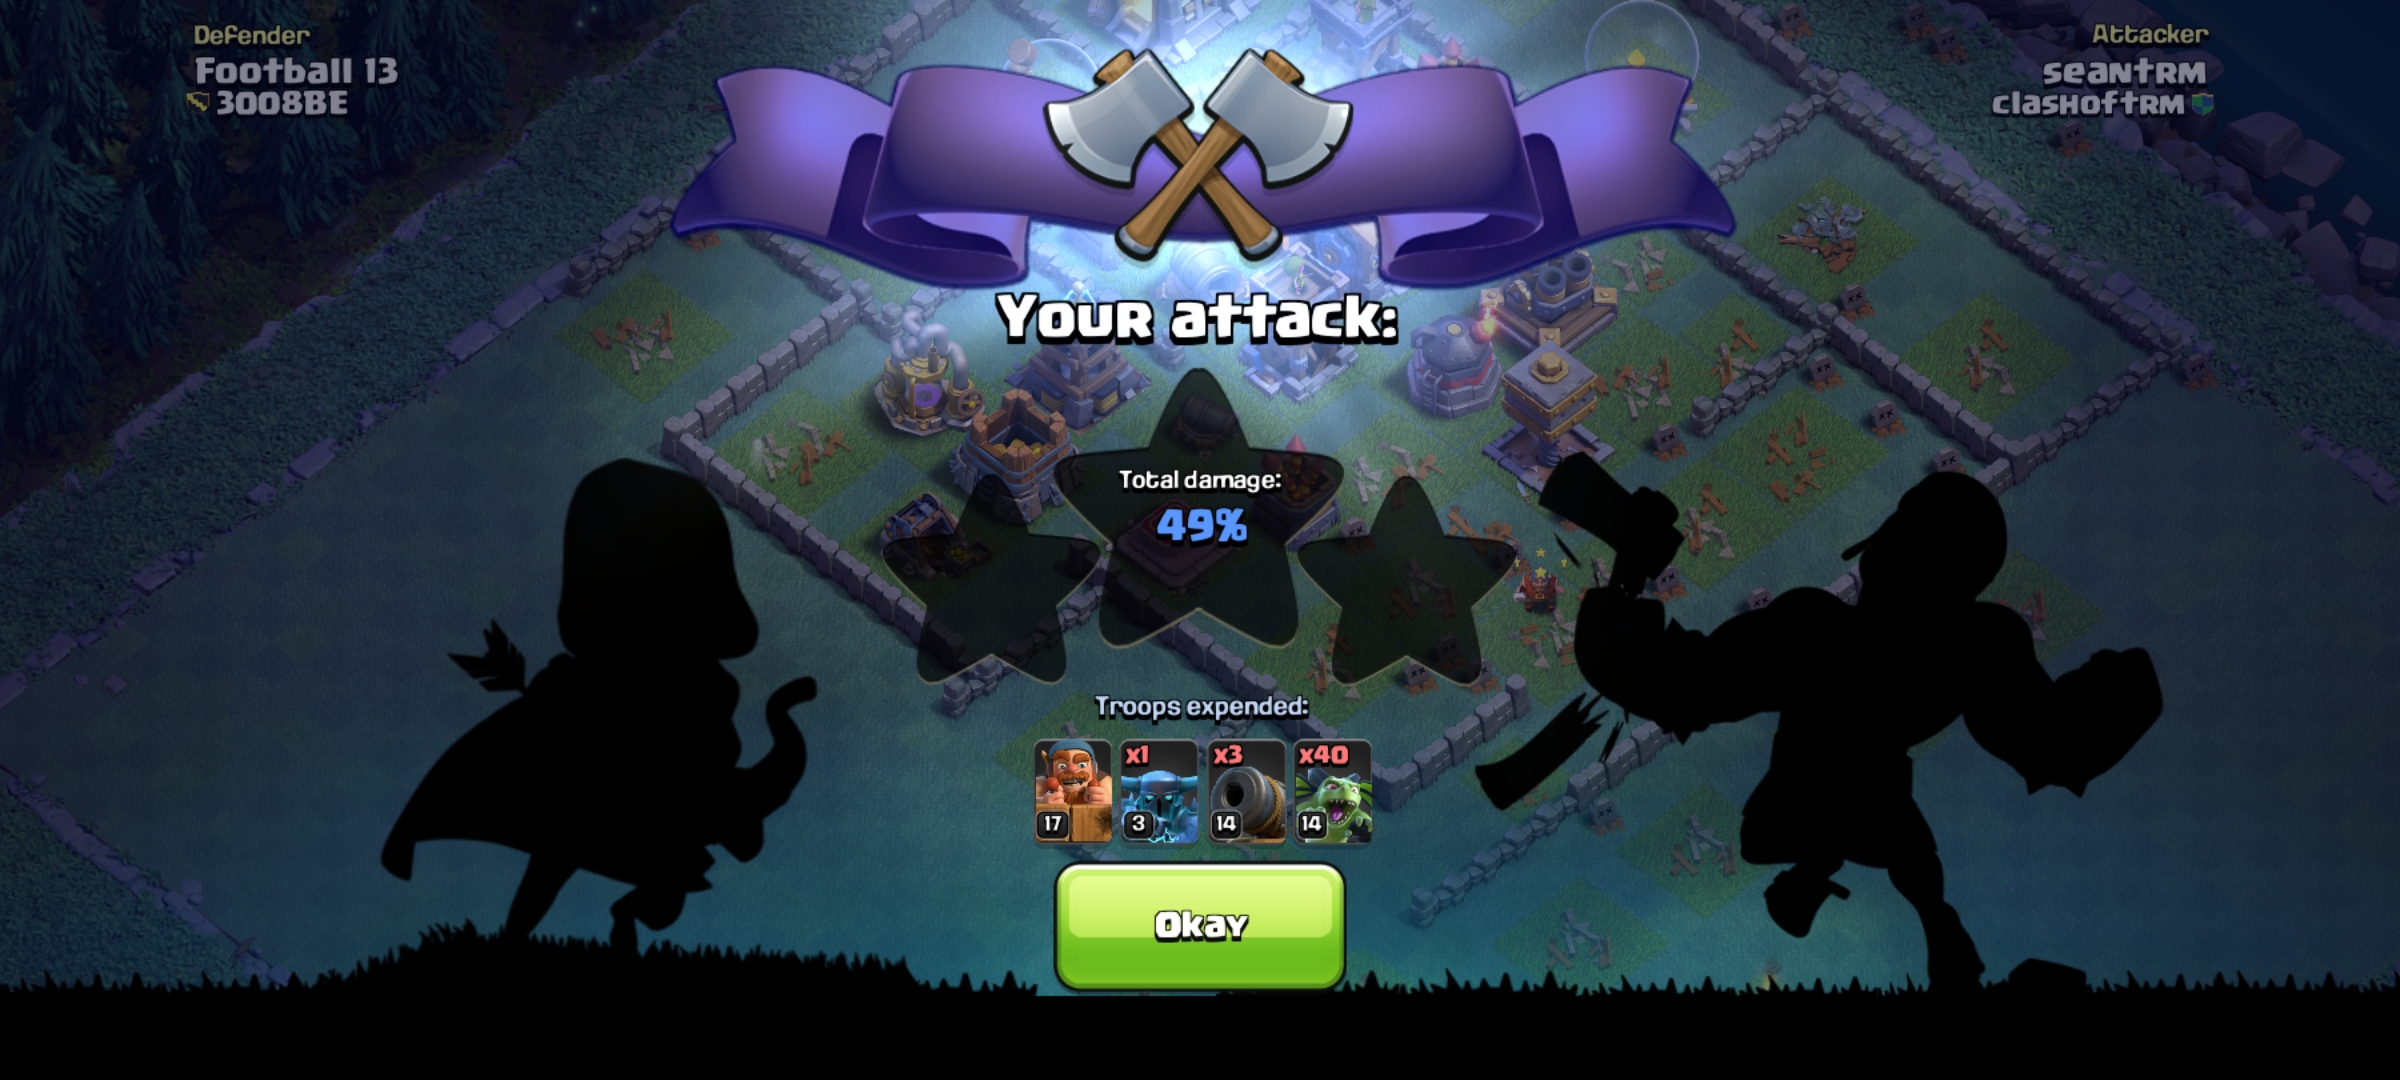 Defender
Football 13
3008BE
Attacker
seantRM
clashoftRM
Your attack:
Total damage:
49%
Troops expended:
17
x1
3
x3
14
x40
14
Okay